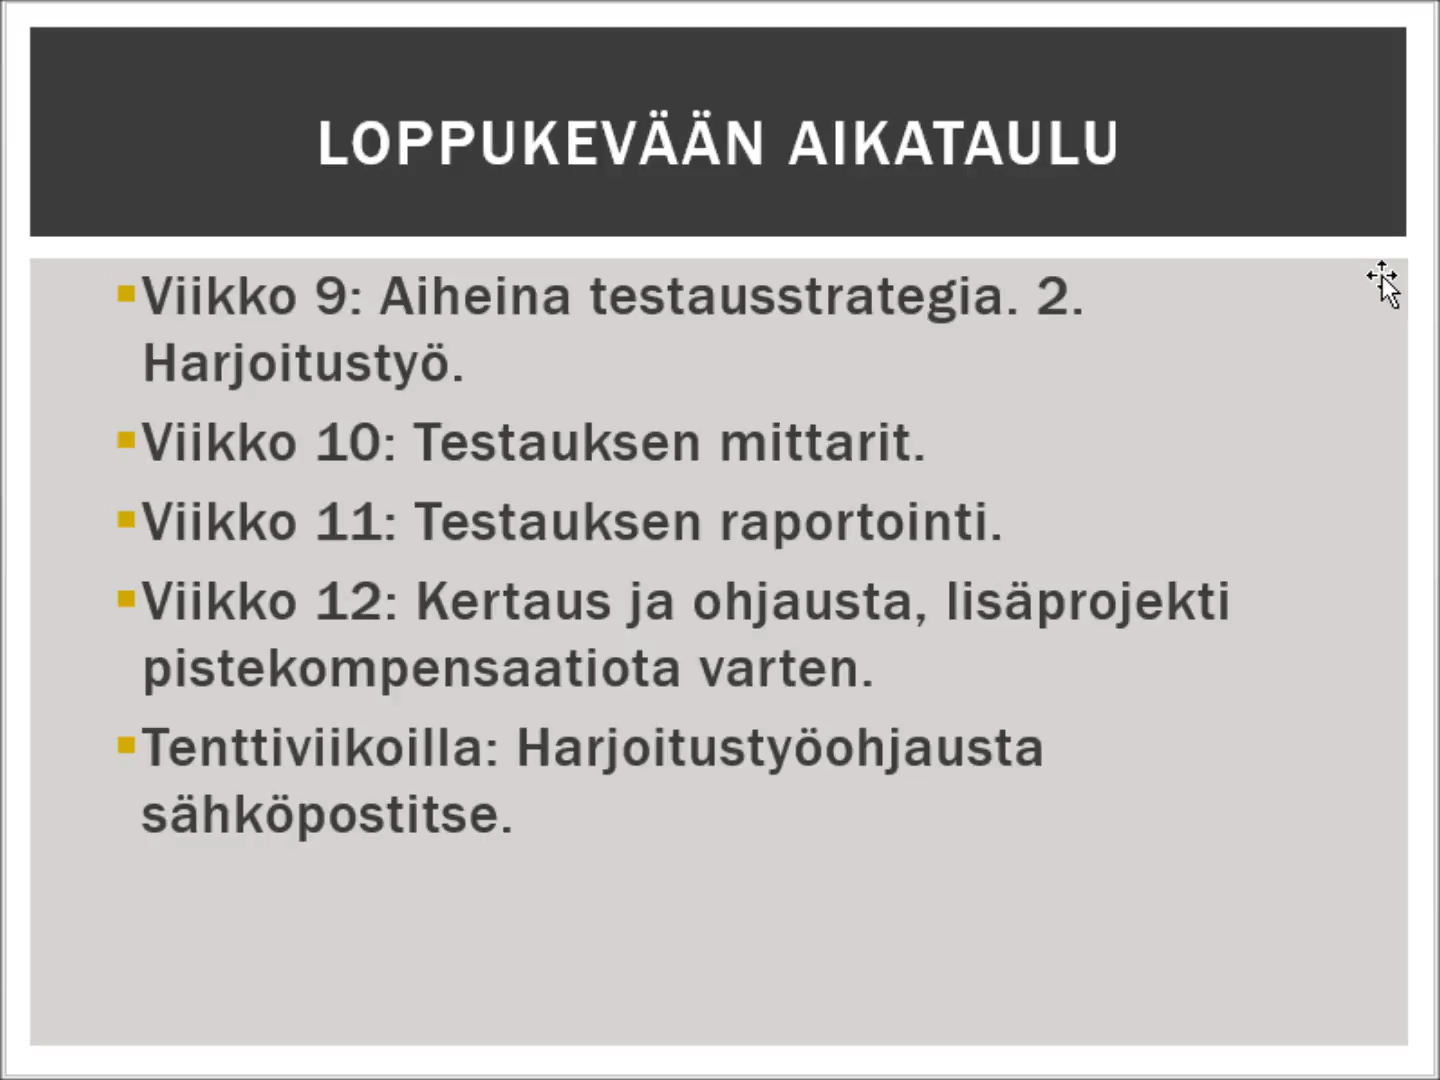 LOPPUKEVÄÄN AIKATAULU
Viikko 9: Aiheina testausstrategia. 2.
Harjoitustyö.
Viikko 10: Testauksen mittarit.
Viikko 11: Testauksen raportointi.
Viikko 12: Kertaus ja ohjausta, lisäprojekti
pistekompensaatiota varten.
Tenttiviikoilla: Harjoitustyöohjausta
sähköpostitse.